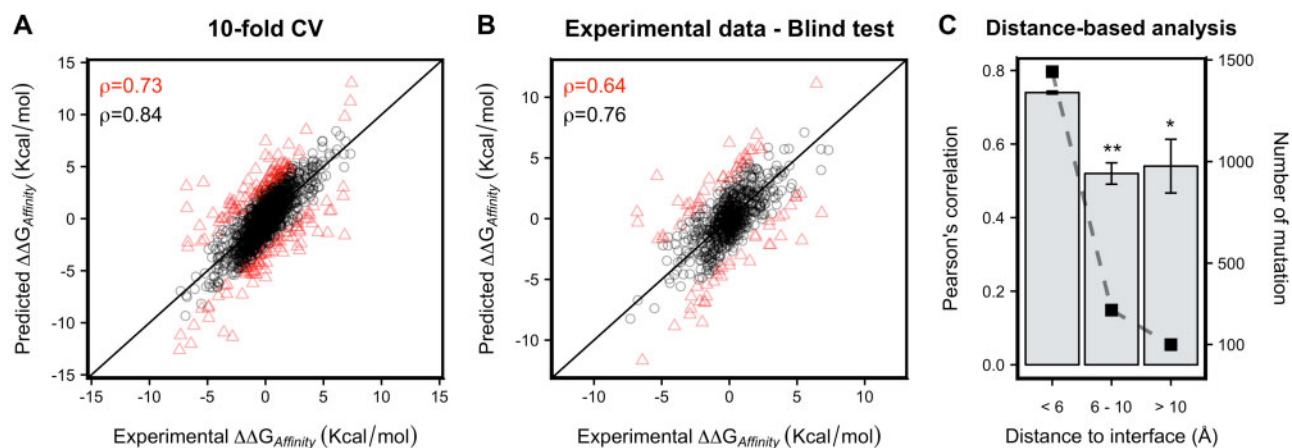 A
10-fold CV
ρ=0.73
ρ=0.84
15
10
5
0
-5
-10
-15
Predicted ΔΔGAffinity (Kcal/mol)
-15 -10 -5 0 5 10 15
Experimental ΔΔGAffinity (Kcal/mol)
B
Experimental data - Blind test
ρ=0.64
ρ=0.76
10
5
0
-5
-10
Predicted ΔΔGAffinity (Kcal/mol)
-10 -5 0 5 10
Experimental ΔΔGAffinity (Kcal/mol)
C
Distance-based analysis
0.8
0.6
0.4
0.2
0.0
Pearson's correlation
**
*
1500
1000
500
100
Number of mutation
< 6 6 - 10 > 10
Distance to interface (Å)